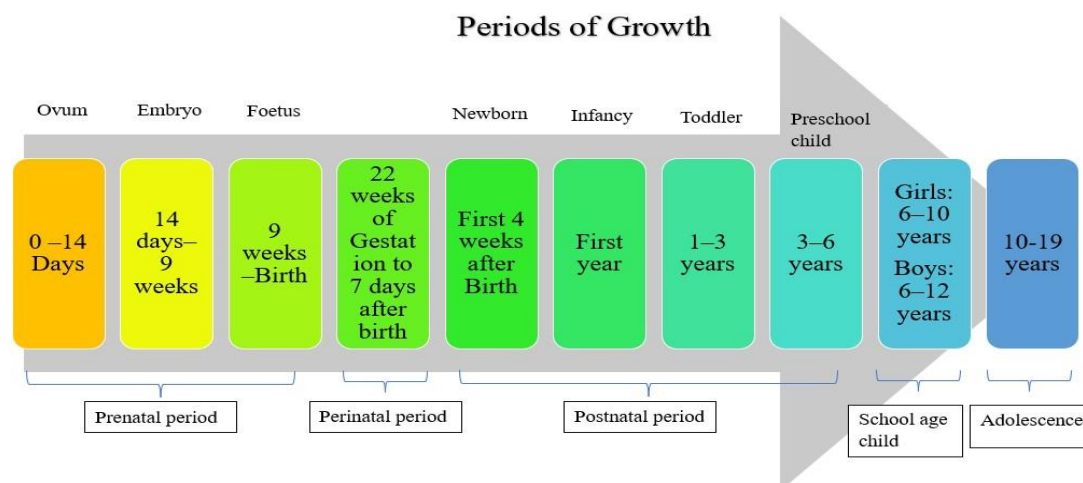 Periods of Growth
Ovum
Embryo
Foetus
Newborn
Infancy
Toddler
Preschool
child
0 –14
Days
14
days–
9
weeks
9
weeks
–Birth
22
weeks
of
Gestat
ion to
7 days
after
birth
First 4
weeks
after
Birth
First
year
1–3
years
3–6
years
Girls:
6–10
years
Boys:
6–12
years
10-19
years
Prenatal period
Perinatal period
Postnatal period
School age
child
Adolescence